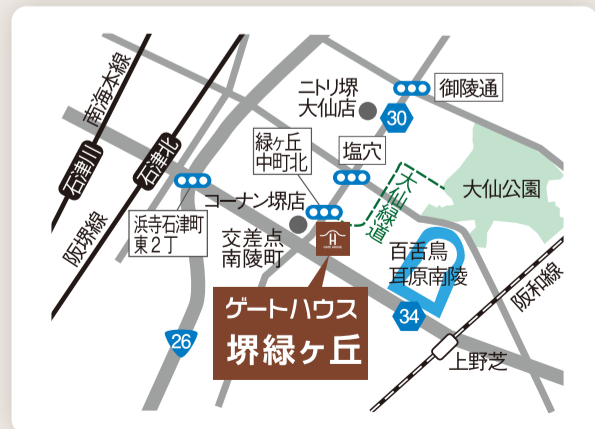 南海本線
石津川
石津北
阪堺線
ニトリ堺
大仙店
30
御陵通
緑ヶ丘
中町北
塩穴
大仙緑道
大仙公園
浜寺石津町
東2丁
コーナン堺店
交差点
南陵町
百舌鳥
耳原南陵
阪和線
ゲートハウス
堺緑ヶ丘
26
34
上野芝